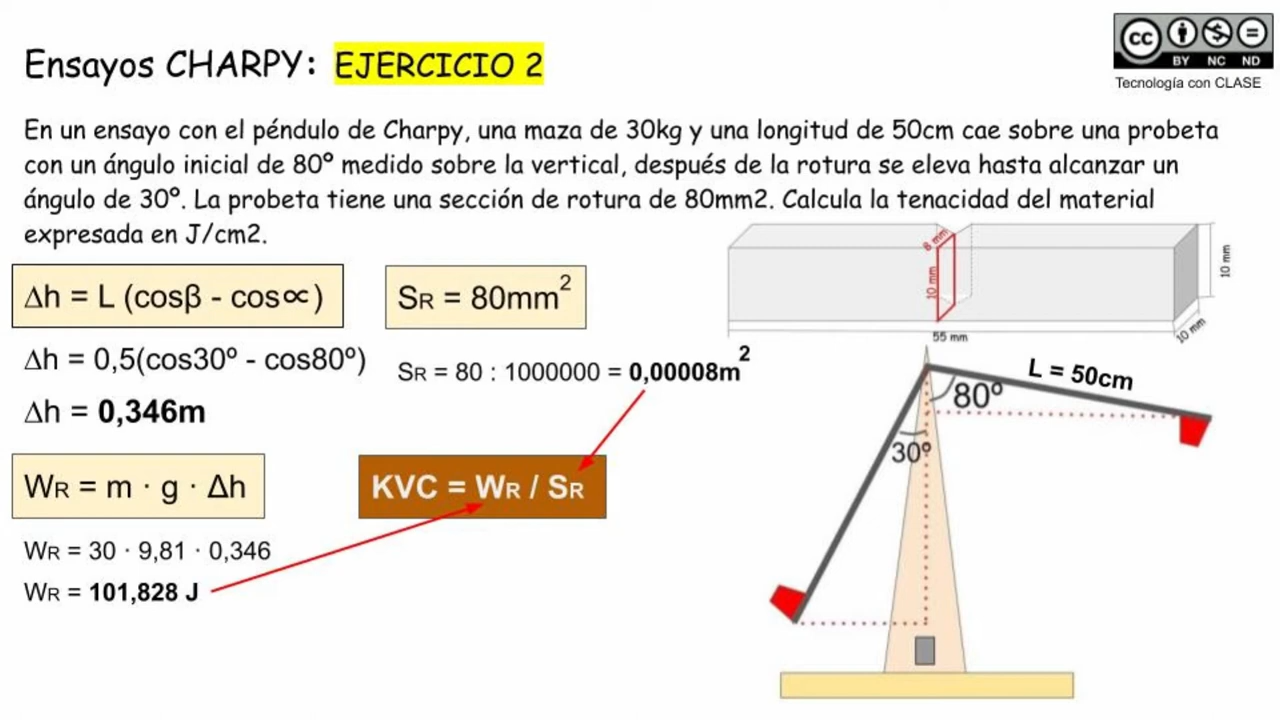 Ensayos CHARPY: EJERCICIO 2
CC BY NC ND
Tecnología con CLASE
En un ensayo con el péndulo de Charpy, una maza de 30kg y una longitud de 50cm cae sobre una probeta
con un ángulo inicial de 80º medido sobre la vertical, después de la rotura se eleva hasta alcanzar un
ángulo de 30º. La probeta tiene una sección de rotura de 80mm2. Calcula la tenacidad del material
expresada en J/cm2.
∆h = L (cosβ - cos∝)
SR = 80mm²
8 mm
10 mm
10 mm
10 mm
55 mm
∆h = 0,5(cos30º - cos80º)
SR = 80 : 1000000 = 0,00008m²
∆h = 0,346m
L = 50cm
80º
30º
WR = m · g · ∆h
KVC = WR / SR
WR = 30 · 9,81 · 0,346
WR = 101,828 J